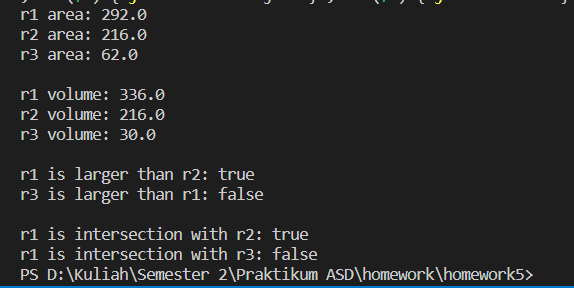 r1 area: 292.0
r2 area: 216.0
r3 area: 62.0
r1 volume: 336.0
r2 volume: 216.0
r3 volume: 30.0
r1 is larger than r2: true
r3 is larger than r1: false
r1 is intersection with r2: true
r1 is intersection with r3: false
PS D:\Kuliah\Semester 2\Praktikum ASD\homework\homework5>